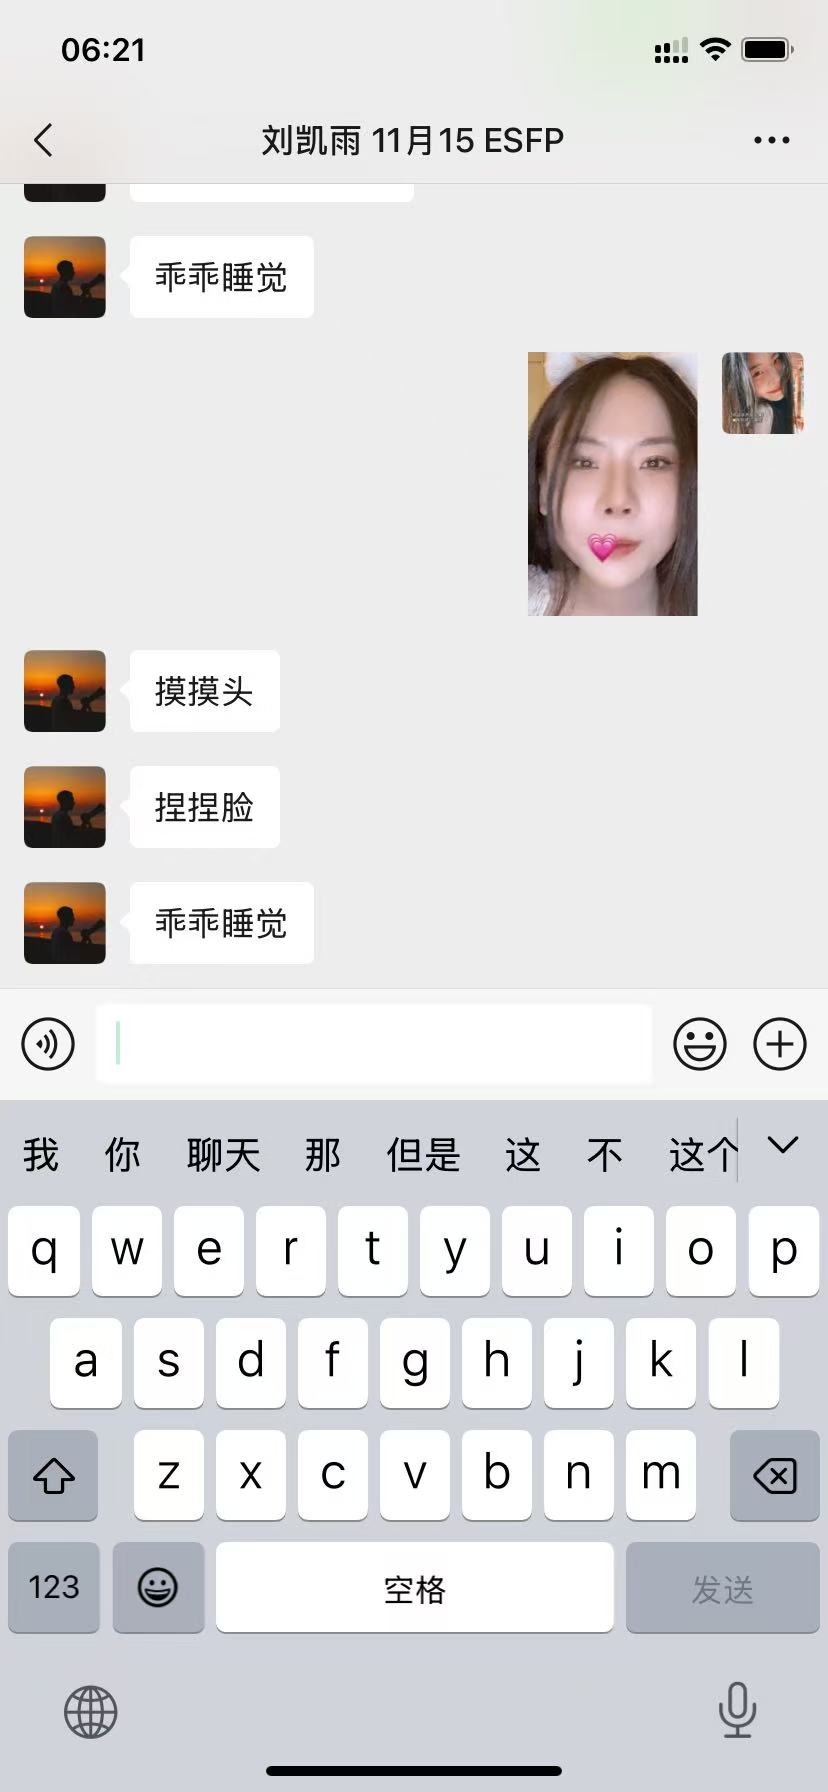 06:21
刘凯雨 11月15 ESFP
乖乖睡觉
摸摸头
捏捏脸
乖乖睡觉
我 你 聊天 那 但是 这 不 这个
q w e r t y u i o p
a s d f g h j k l
z x c v b n m
123 空格 发送